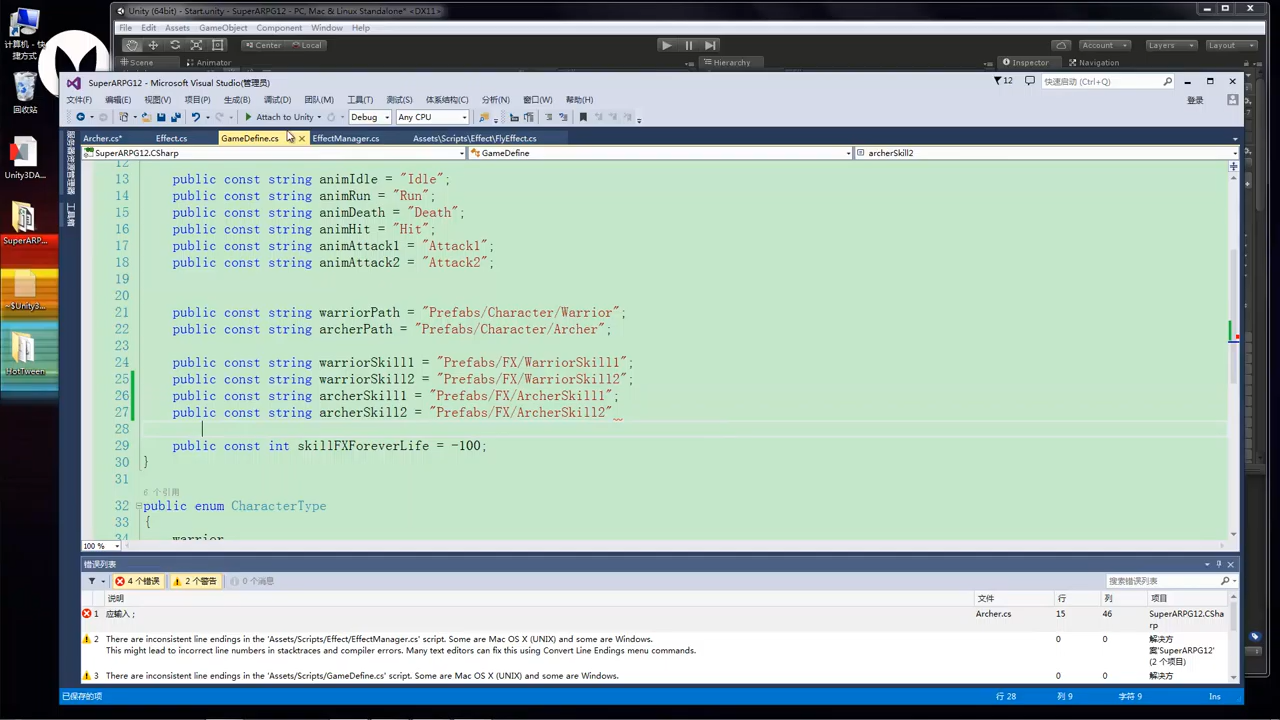 计算机 - 快捷方式
回收站
Unity3DA...
SuperARP...
~$Unity3...
HotTween
Unity (64bit) - Start.unity - SuperARPG12 - PC, Mac & Linux Standalone* <DX11>
File Edit Assets GameObject Component Window Help
Center Local Account Layers Layout
Scene Animator Hierarchy Inspector Navigation
SuperARPG12 - Microsoft Visual Studio(管理员) 12 快速启动 (Ctrl+Q)
文件(F) 编辑(E) 视图(V) 项目(P) 生成(B) 调试(D) 团队(M) 工具(T) 测试(S) 体系结构(C) 分析(N) 窗口(W) 帮助(H) 登录
Attach to Unity Debug Any CPU
服务器资源管理器
工具箱
Archer.cs* Effect.cs GameDefine.cs EffectManager.cs Assets\Scripts\Effect\FlyEffect.cs
SuperARPG12.CSharp GameDefine archerSkill2
12
13 public const string animIdle = "Idle";
14 public const string animRun = "Run";
15 public const string animDeath = "Death";
16 public const string animHit = "Hit";
17 public const string animAttack1 = "Attack1";
18 public const string animAttack2 = "Attack2";
19
20
21 public const string warriorPath = "Prefabs/Character/Warrior";
22 public const string archerPath = "Prefabs/Character/Archer";
23
24 public const string warriorSkill1 = "Prefabs/FX/WarriorSkill1";
25 public const string warriorSkill2 = "Prefabs/FX/WarriorSkill2";
26 public const string archerSkill1 = "Prefabs/FX/ArcherSkill1";
27 public const string archerSkill2 = "Prefabs/FX/ArcherSkill2"
28
29 public const int skillFXForeverLife = -100;
30 }
31
6 个引用
32 public enum CharacterType
33 {
34 warrior
100 %
错误列表
4 个错误 2 个警告 0 个消息 搜索错误列表
说明 文件 行 列 项目
1 应输入 ; Archer.cs 15 46 SuperARPG12.CSharp
2 There are inconsistent line endings in the 'Assets/Scripts/Effect/EffectManager.cs' script. Some are Mac OS X (UNIX) and some are Windows. 0 0 解决方案'SuperARPG12' (2 个项目)
This might lead to incorrect line numbers in stacktraces and compiler errors. Many text editors can fix this using Convert Line Endings menu commands.
3 There are inconsistent line endings in the 'Assets/Scripts/GameDefine.cs' script. Some are Mac OS X (UNIX) and some are Windows. 0 0 解决方
已保存的项 行 28 列 9 字符 9 Ins